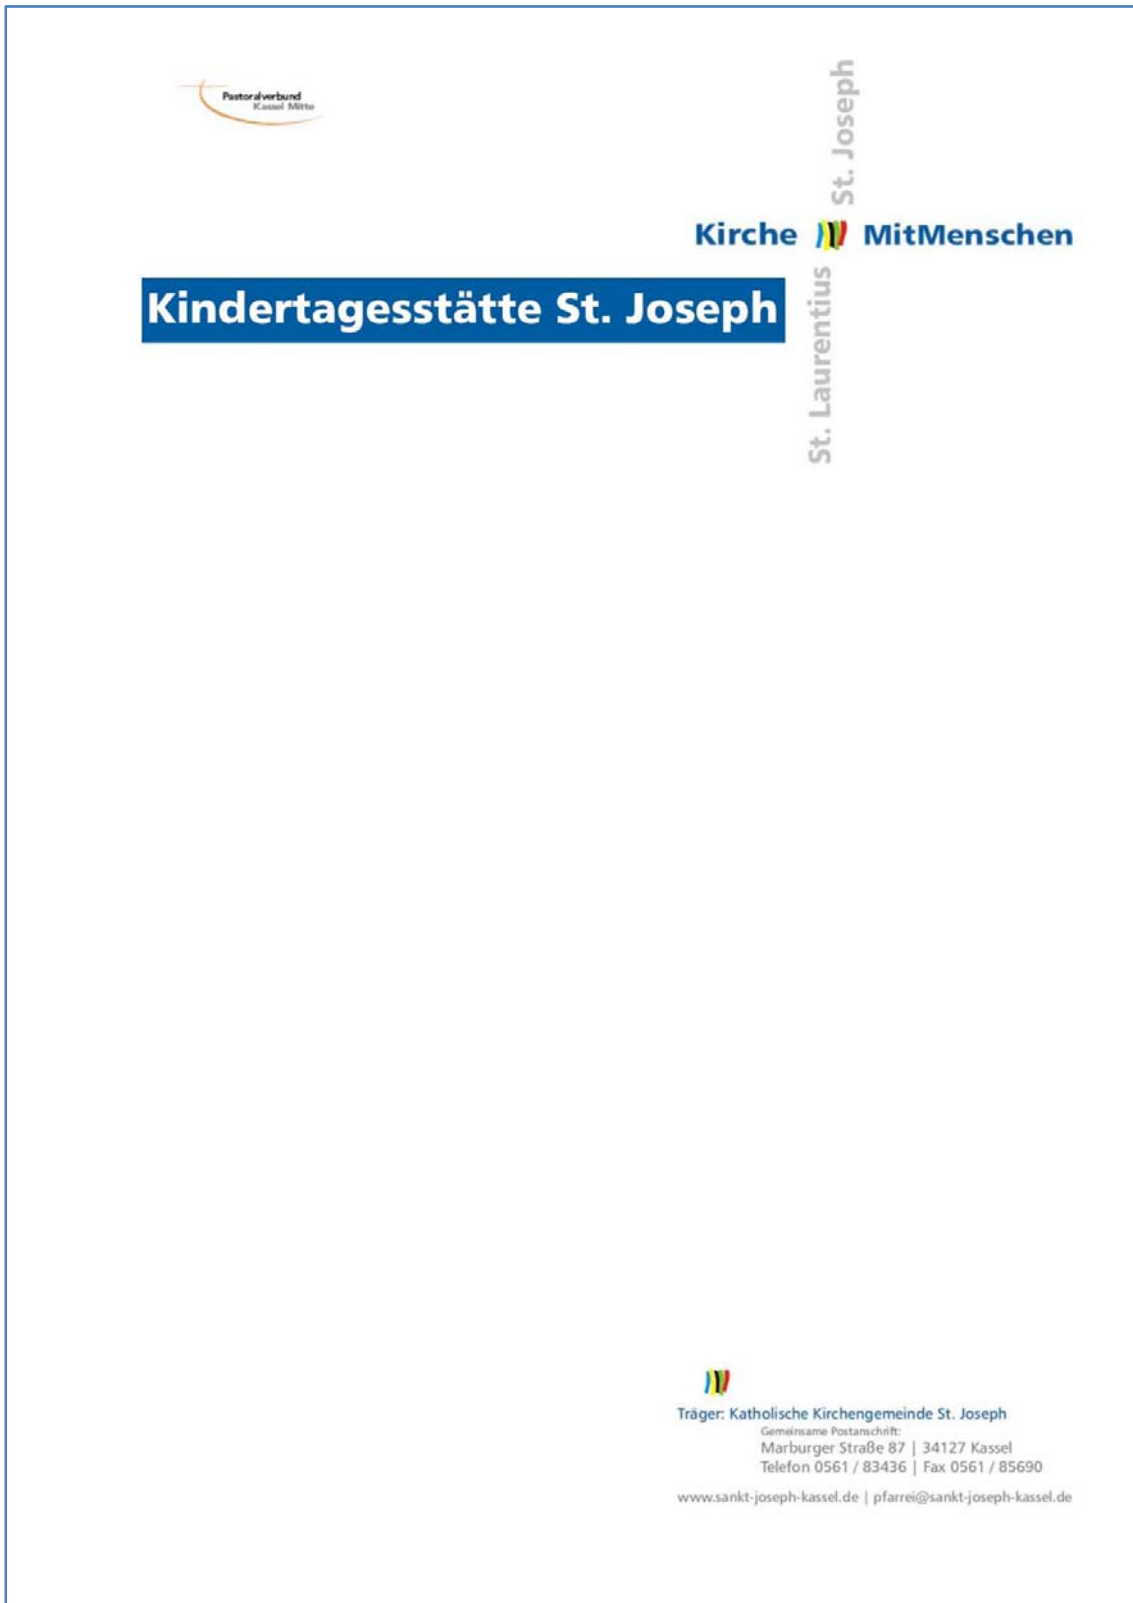 Pastoralverbund
Kassel Mitte
St. Joseph
Kirche MitMenschen
St. Laurentius
Kindertagesstätte St. Joseph
Träger: Katholische Kirchengemeinde St. Joseph
Gemeinsame Postanschrift:
Marburger Straße 87 | 34127 Kassel
Telefon 0561 / 83436 | Fax 0561 / 85690
www.sankt-joseph-kassel.de | pfarrei@sankt-joseph-kassel.de